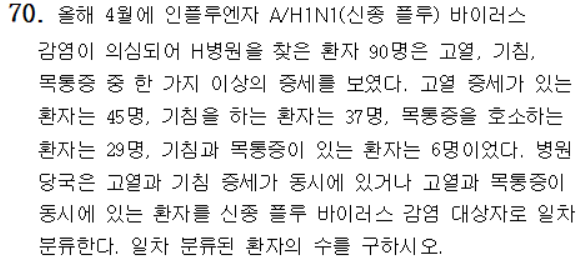 70. 올해 4월에 인플루엔자 A/H1N1(신종 플루) 바이러스
감염이 의심되어 H병원을 찾은 환자 90명은 고열, 기침,
목통증 중 한 가지 이상의 증세를 보였다. 고열 증세가 있는
환자는 45명, 기침을 하는 환자는 37명, 목통증을 호소하는
환자는 29명, 기침과 목통증이 있는 환자는 6명이었다. 병원
당국은 고열과 기침 증세가 동시에 있거나 고열과 목통증이
동시에 있는 환자를 신종 플루 바이러스 감염 대상자로 일차
분류한다. 일차 분류된 환자의 수를 구하시오.